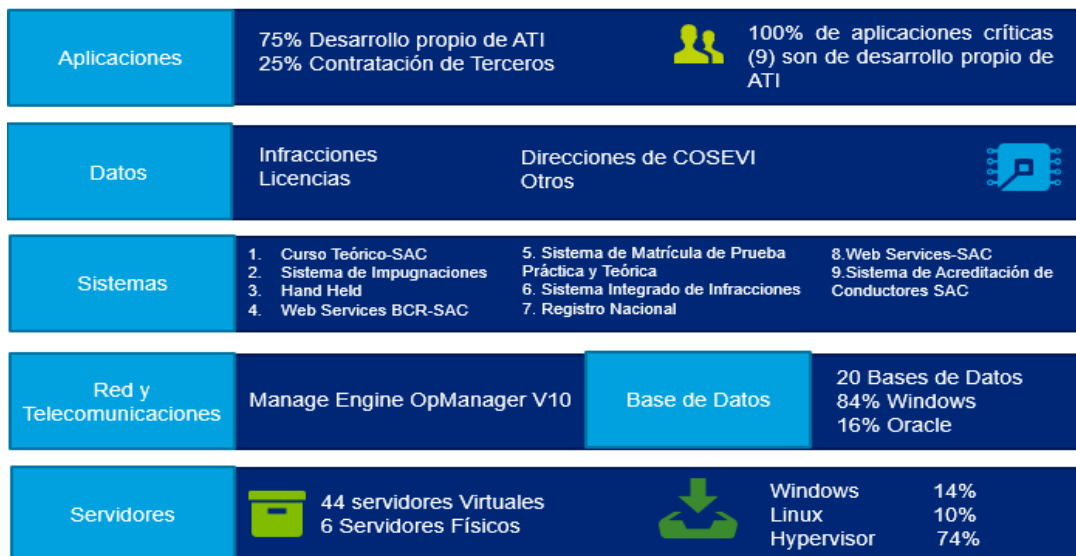 Aplicaciones
75% Desarrollo propio de ATI
25% Contratación de Terceros
100% de aplicaciones críticas
(9) son de desarrollo propio de
ATI
Datos
Infracciones
Licencias
Direcciones de COSEVI
Otros
Sistemas
1. Curso Teórico-SAC
2. Sistema de Impugnaciones
3. Hand Held
4. Web Services BCR-SAC
5. Sistema de Matrícula de Prueba
Práctica y Teórica
6. Sistema Integrado de Infracciones
7. Registro Nacional
8.Web Services-SAC
9.Sistema de Acreditación de
Conductores SAC
Red y
Telecomunicaciones
Manage Engine OpManager V10
Base de Datos
20 Bases de Datos
84% Windows
16% Oracle
Servidores
44 servidores Virtuales
6 Servidores Físicos
Windows 14%
Linux 10%
Hypervisor 74%